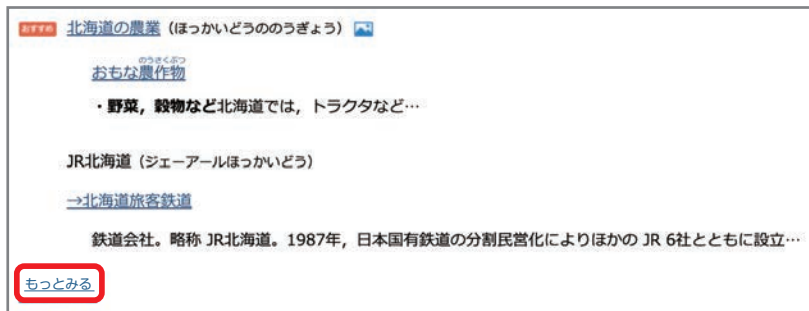 おすすめ 北海道の農業 (ほっかいどうののうぎょう)
のうさくぶつ
おもな農作物
・野菜，穀物など北海道では，トラクタなど…
JR北海道 (ジェーアールほっかいどう)
→北海道旅客鉄道
鉄道会社。略称 JR北海道。1987年，日本国有鉄道の分割民営化によりほかの JR 6社とともに設立…
もっとみる